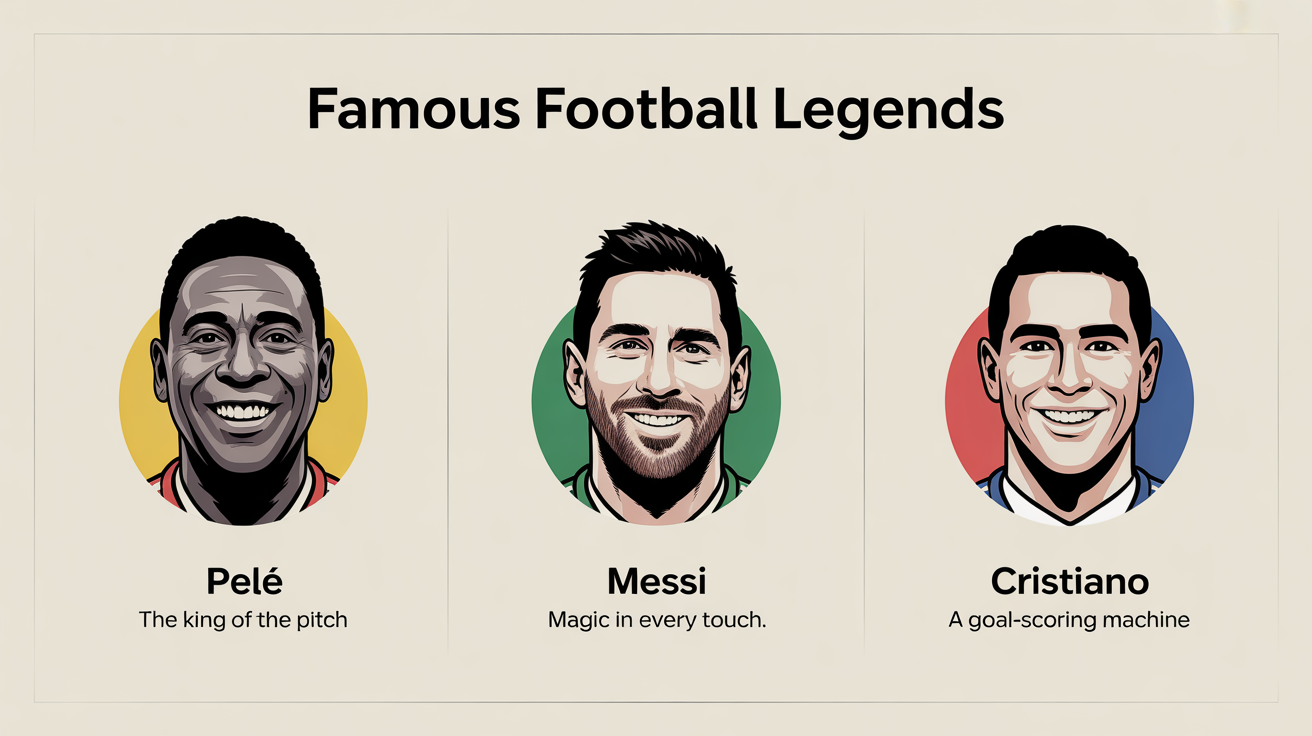 Famous Football Legends
Pelé
The king of the pitch
Messi
Magic in every touch.
Cristiano
A goal-scoring machine